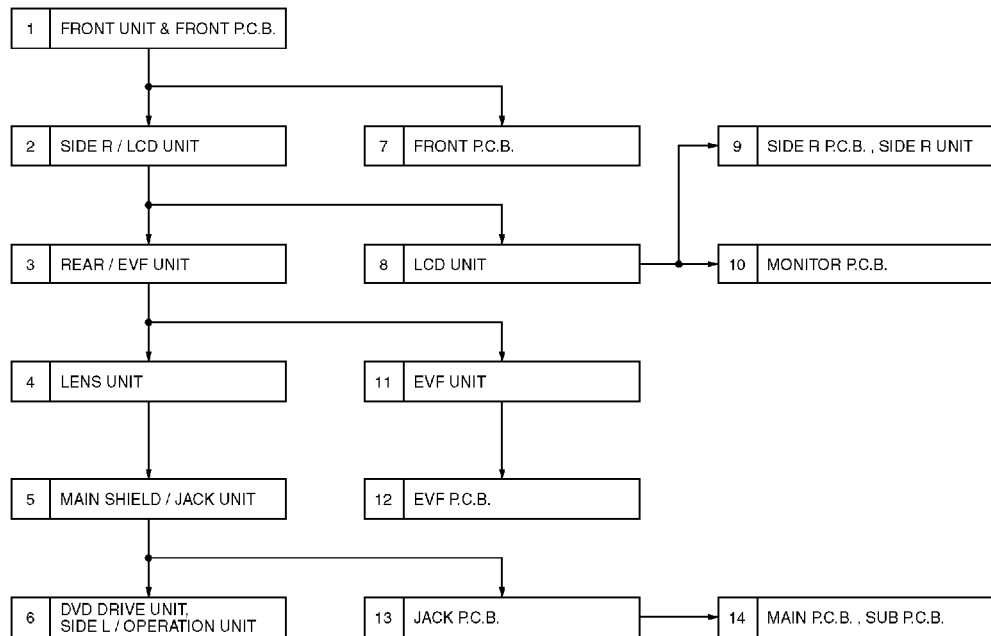 1 FRONT UNIT & FRONT P.C.B.
2 SIDE R / LCD UNIT
7 FRONT P.C.B.
9 SIDE R P.C.B. , SIDE R UNIT
3 REAR / EVF UNIT
8 LCD UNIT
10 MONITOR P.C.B.
4 LENS UNIT
11 EVF UNIT
5 MAIN SHIELD / JACK UNIT
12 EVF P.C.B.
6 DVD DRIVE UNIT,
SIDE L / OPERATION UNIT
13 JACK P.C.B.
14 MAIN P.C.B. , SUB P.C.B.